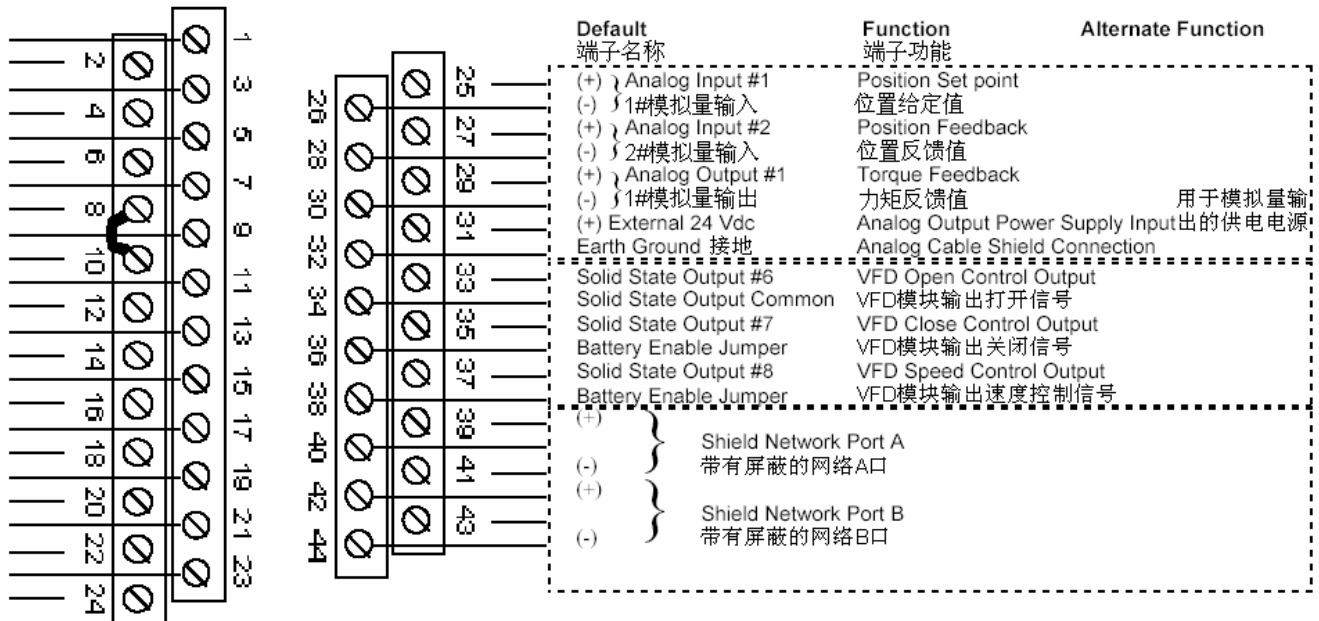 1
2
3
4
5
6
7
8
9
10
11
12
13
14
15
16
17
18
19
20
21
22
23
24
25
26
27
28
29
30
31
32
33
34
35
36
37
38
39
40
41
42
43
44
Default Function Alternate Function
端子名称 端子功能
(+) } Analog Input #1 Position Set point
(-) 1#模拟量输入 位置给定值
(+) } Analog Input #2 Position Feedback
(-) 2#模拟量输入 位置反馈值
(+) } Analog Output #1 Torque Feedback
(-) 1#模拟量输出 力矩反馈值 用于模拟量输
(+) External 24 Vdc Analog Output Power Supply Input出的供电电源
Earth Ground 接地 Analog Cable Shield Connection
Solid State Output #6 VFD Open Control Output
Solid State Output Common VFD模块输出打开信号
Solid State Output #7 VFD Close Control Output
Battery Enable Jumper VFD模块输出关闭信号
Solid State Output #8 VFD Speed Control Output
Battery Enable Jumper VFD模块输出速度控制信号
(+)
Shield Network Port A
(-) 带有屏蔽的网络A口
(+)
Shield Network Port B
(-) 带有屏蔽的网络B口